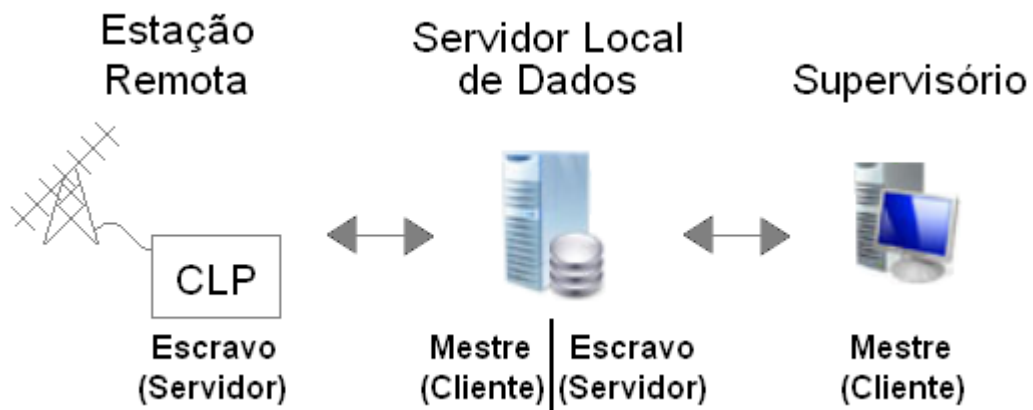 Estação
Remota
Servidor Local
de Dados
Supervisório
CLP
Escravo
(Servidor)
Mestre
(Cliente)
Escravo
(Servidor)
Mestre
(Cliente)